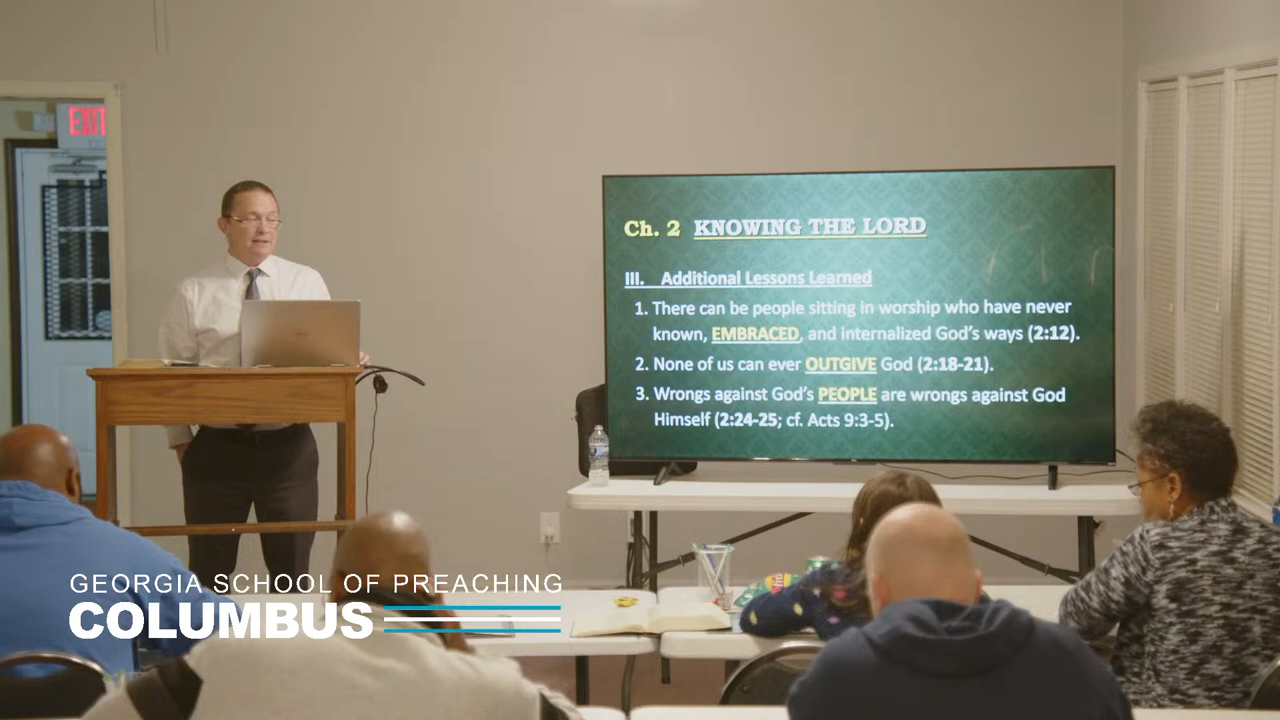 EXIT
Ch. 2 KNOWING THE LORD
III. Additional Lessons Learned
1. There can be people sitting in worship who have never
known, EMBRACED, and internalized God's ways (2:12).
2. None of us can ever OUTGIVE God (2:18-21).
3. Wrongs against God's PEOPLE are wrongs against God
Himself (2:24-25; cf. Acts 9:3-5).
GEORGIA SCHOOL OF PREACHING
COLUMBUS